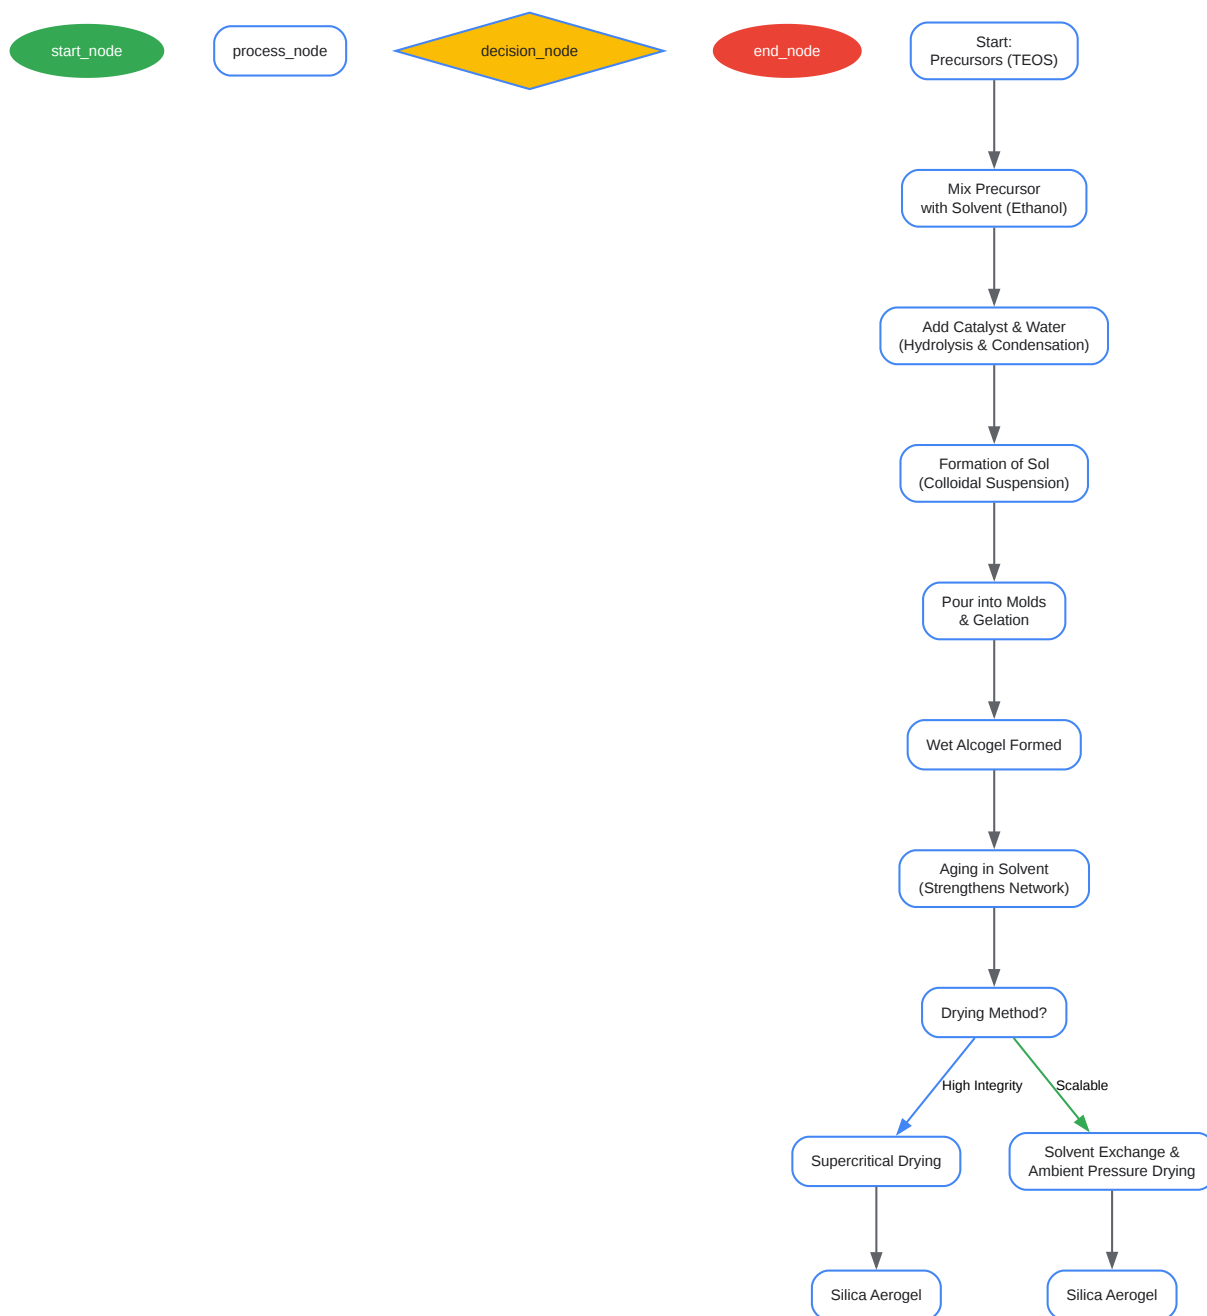 start_node
process_node
decision_node
end_node
Start:
Precursors (TEOS)
Mix Precursor
with Solvent (Ethanol)
Add Catalyst & Water
(Hydrolysis & Condensation)
Formation of Sol
(Colloidal Suspension)
Pour into Molds
& Gelation
Wet Alcogel Formed
Aging in Solvent
(Strengthens Network)
Drying Method?
High Integrity
Scalable
Supercritical Drying
Solvent Exchange &
Ambient Pressure Drying
Silica Aerogel
Silica Aerogel